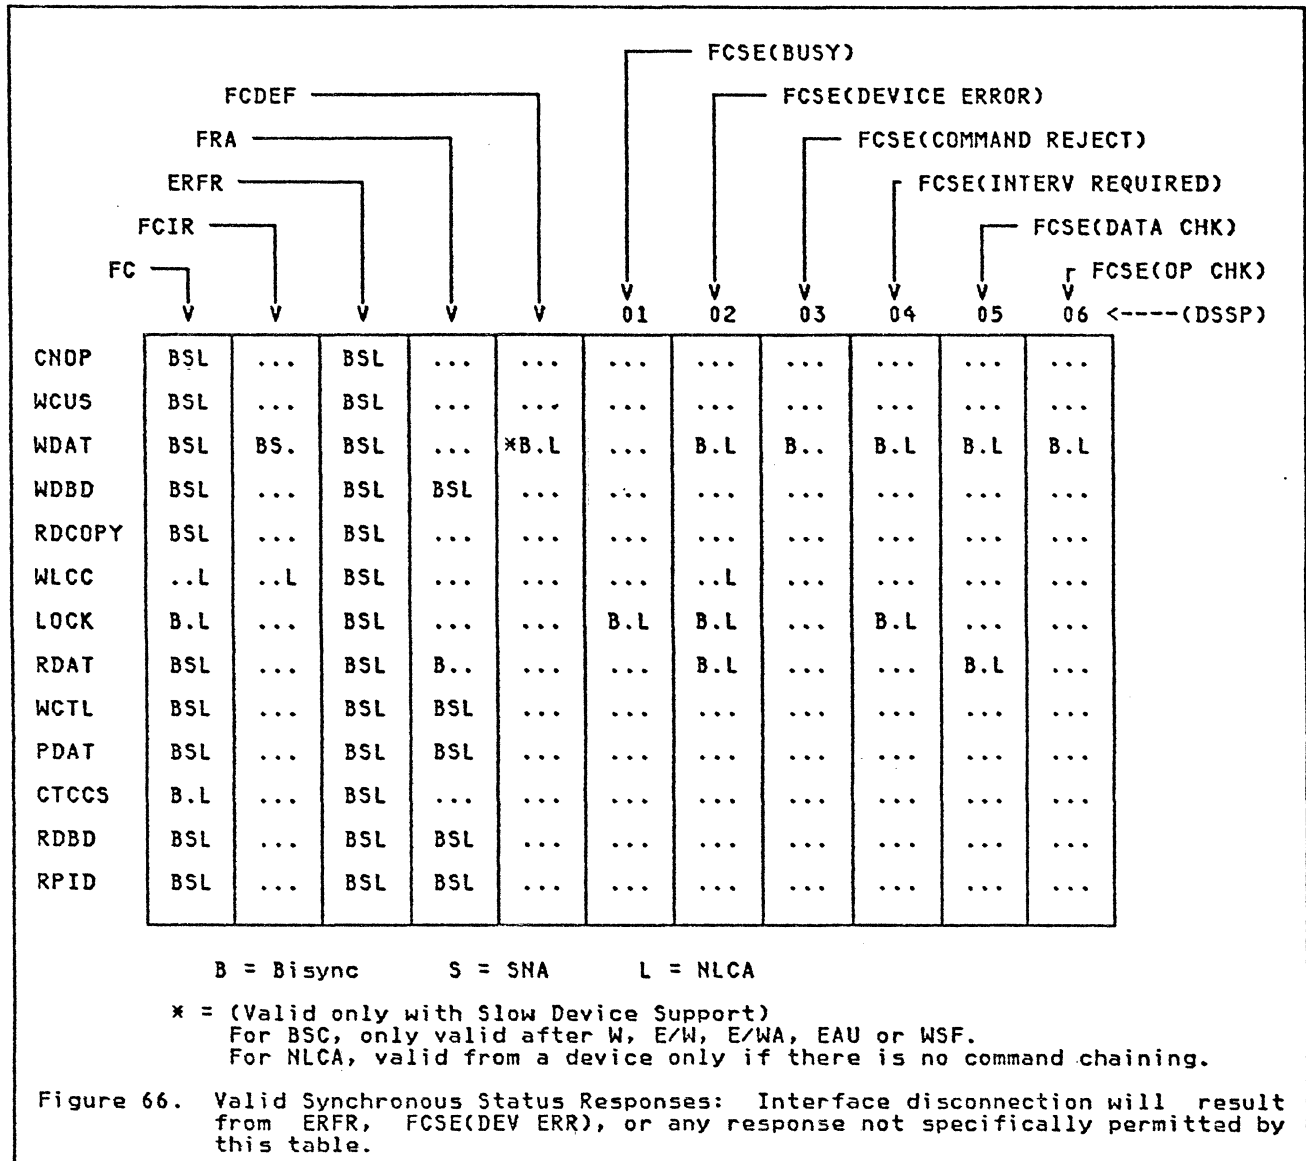 FCSE(BUSY)
FCDEF FCSE(DEVICE ERROR)
FRA FCSE(COMMAND REJECT)
ERFR FCSE(INTERV REQUIRED)
FCIR FCSE(DATA CHK)
FC FCSE(OP CHK)
V V V V V V V V V V V
01 02 03 04 05 06 <----(DSSP)
CNOP BSL ... BSL ... ... ... ... ... ... ... ...
WCUS BSL ... BSL ... ... ... ... ... ... ... ...
WDAT BSL BS. BSL ... *B.L ... B.L B.. B.L B.L B.L
WDBD BSL ... BSL BSL ... ... ... ... ... ... ...
RDCOPY BSL ... BSL ... ... ... ... ... ... ... ...
WLCC ..L ..L BSL ... ... ... ..L ... ... ... ...
LOCK B.L ... BSL ... ... B.L B.L ... B.L ... ...
RDAT BSL ... BSL B.. ... ... B.L ... ... B.L ...
WCTL BSL ... BSL BSL ... ... ... ... ... ... ...
PDAT BSL ... BSL BSL ... ... ... ... ... ... ...
CTCCS B.L ... BSL ... ... ... ... ... ... ... ...
RDBD BSL ... BSL BSL ... ... ... ... ... ... ...
RPID BSL ... BSL BSL ... ... ... ... ... ... ...
B = Bisync S = SNA L = NLCA
* = (Valid only with Slow Device Support)
For BSC, only valid after W, E/W, E/WA, EAU or WSF.
For NLCA, valid from a device only if there is no command chaining.
Figure 66. Valid Synchronous Status Responses: Interface disconnection will result
from ERFR, FCSE(DEV ERR), or any response not specifically permitted by
this table.